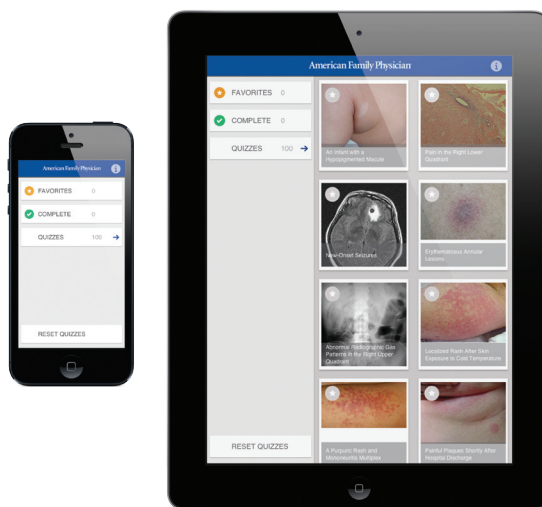 American Family Physician
FAVORITES 0
COMPLETE 0
QUIZZES 100
RESET QUIZZES
American Family Physician
FAVORITES 0
COMPLETE 0
QUIZZES 100
RESET QUIZZES
An Infant with a
Hypopigmented Macule
Pain in the Right Lower
Quadrant
New-Onset Seizures
Erythematous Annular
Lesions
Abnormal Radiographic Gas
Patterns in the Right Upper
Quadrant
Localized Rash After Skin
Exposure to Cool Temperature
A Purpuric Rash and
Mononeuritis Multiplex
Painful Plaques Shortly After
Hospital Discharge